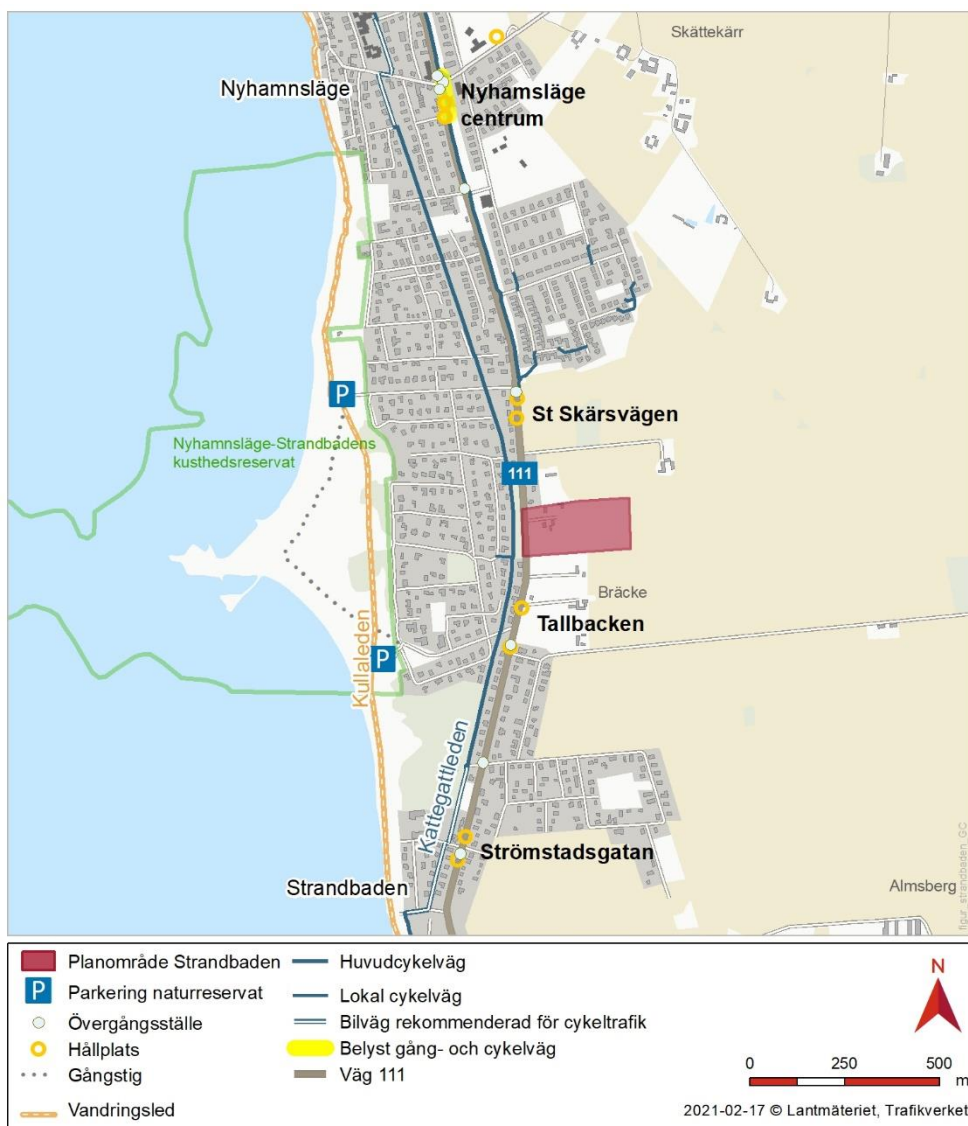 Skättekärr
Nyhamnsläge
Nyhamsläge
centrum
P
St Skärsvägen
Nyhamnsläge-Strandbadens
kusthedsreservat
111
Bräcke
Tallbacken
P
Kullaleden
Kattegattleden
Strömstadsgatan
Strandbaden
Almsberg
figur_strandbaden_GC
Planområde Strandbaden
P Parkering naturreservat
Övergångsställe
Hållplats
Gångstig
Vandringsled
Huvudcykelväg
Lokal cykelväg
Bilväg rekommenderad för cykeltrafik
Belyst gång- och cykelväg
Väg 111
N
0 250 500
m
2021-02-17 © Lantmäteriet, Trafikverket